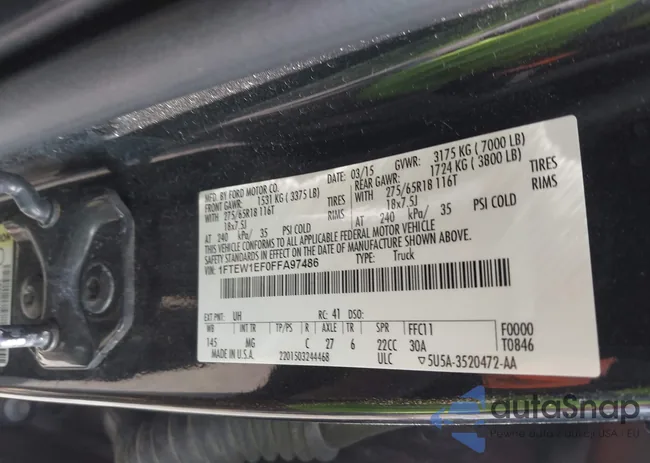 MFD. BY FORD MOTOR CO.
DATE: 03/15 GVWR: 3175 KG ( 7000 LB)
FRONT GAWR: 1531 KG ( 3375 LB) REAR GAWR: 1724 KG ( 3800 LB)
WITH 275/65R18 116T TIRES WITH 275/65R18 116T TIRES
18x7.5J RIMS 18x7.5J RIMS
AT 240 kPa/ 35 PSI COLD AT 240 kPa/ 35 PSI COLD
THIS VEHICLE CONFORMS TO ALL APPLICABLE FEDERAL MOTOR VEHICLE
SAFETY STANDARDS IN EFFECT ON THE DATE OF MANUFACTURE SHOWN ABOVE.
VIN: 1FTEW1EF0FFA97486 TYPE: Truck
EXT PNT: UH RC: 41 DSO:
WB INT TR TP/PS R AXLE TR SPR FFC11 F0000
145 MG C 27 6 22CC 30A T0846
MADE IN U.S.A. 2201503244468 ULC 5U5A-3520472-AA
autoSnap